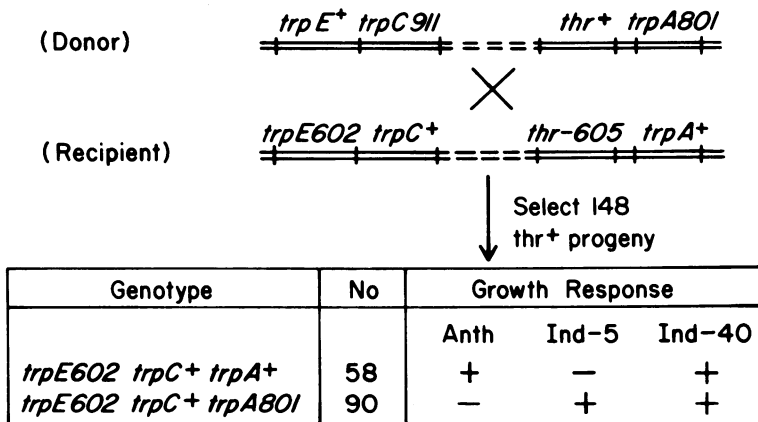 trpE+ trpC911 thr+ trpA801
(Donor)
trpE602 trpC+ thr-605 trpA+
(Recipient)
Select 148
thr+ progeny
Genotype No Growth Response
Anth Ind-5 Ind-40
trpE602 trpC+ trpA+ 58 + − +
trpE602 trpC+ trpA801 90 − + +